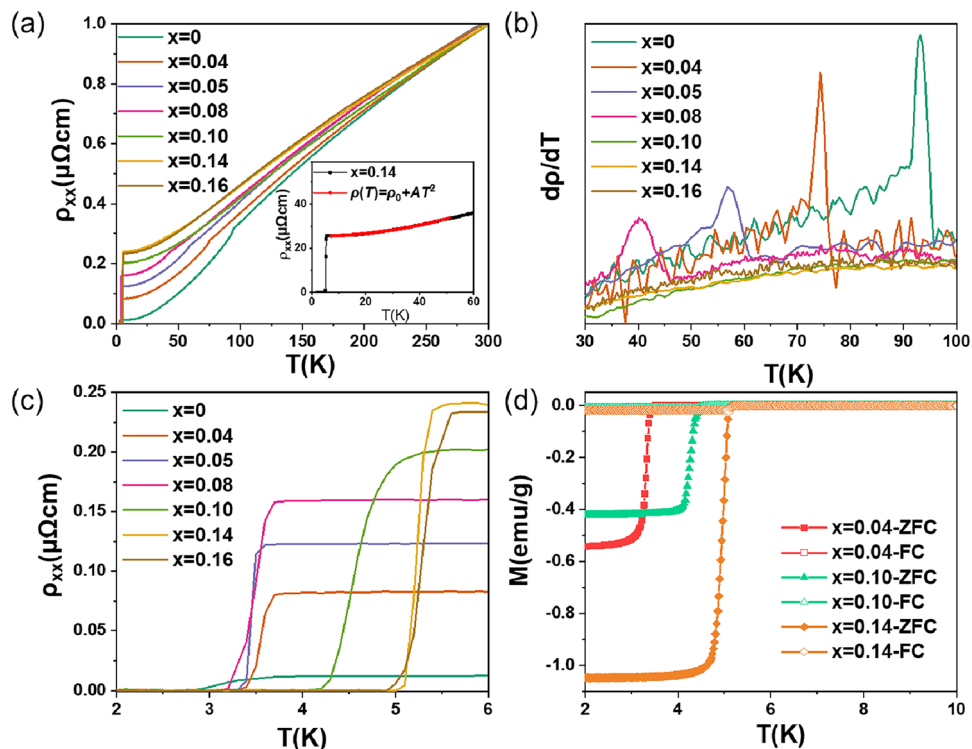 (a)
ρxx(μΩcm)
1.0
0.8
0.6
0.4
0.2
0.0
x=0
x=0.04
x=0.05
x=0.08
x=0.10
x=0.14
x=0.16
ρxx(μΩcm)
60
40
20
0
x=0.14
ρ(T)=ρ₀+AT²
0 20 40 60
T(K)
0 50 100 150 200 250 300
T(K)
(b)
dρ/dT
x=0
x=0.04
x=0.05
x=0.08
x=0.10
x=0.14
x=0.16
30 40 50 60 70 80 90 100
T(K)
(c)
ρxx(μΩcm)
0.25
0.20
0.15
0.10
0.05
0.00
x=0
x=0.04
x=0.05
x=0.08
x=0.10
x=0.14
x=0.16
2 3 4 5 6
T(K)
(d)
M(emu/g)
0.0
-0.2
-0.4
-0.6
-0.8
-1.0
x=0.04-ZFC
x=0.04-FC
x=0.10-ZFC
x=0.10-FC
x=0.14-ZFC
x=0.14-FC
2 4 6 8 10
T(K)